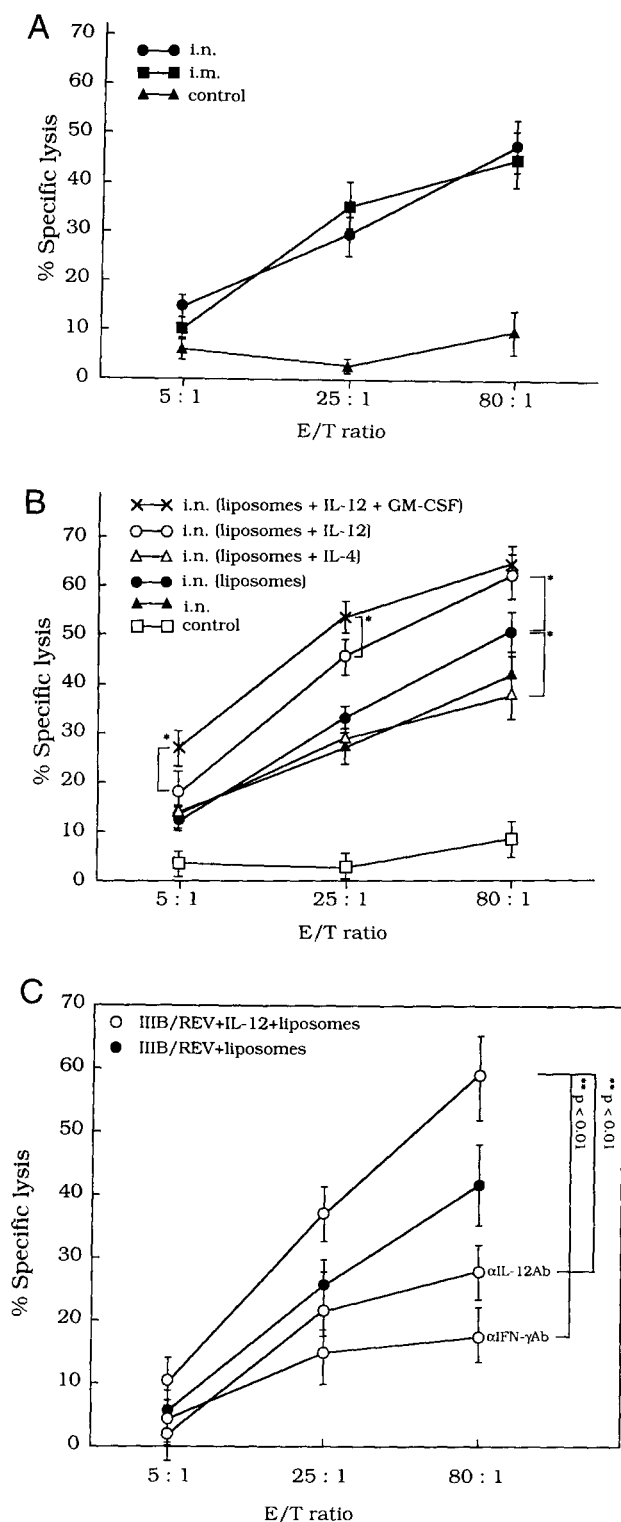 A
i.n.
i.m.
control
70
60
50
40
30
20
10
0
% Specific lysis
5 : 1
25 : 1
80 : 1
E/T ratio
B
i.n. (liposomes + IL-12 + GM-CSF)
i.n. (liposomes + IL-12)
i.n. (liposomes + IL-4)
i.n. (liposomes)
i.n.
control
70
60
50
40
30
20
10
0
% Specific lysis
*
*
*
*
5 : 1
25 : 1
80 : 1
E/T ratio
C
IIIB/REV+IL-12+liposomes
IIIB/REV+liposomes
70
60
50
40
30
20
10
0
% Specific lysis
αIL-12Ab
αIFN-γAb
** p < 0.01
** p < 0.01
5 : 1
25 : 1
80 : 1
E/T ratio